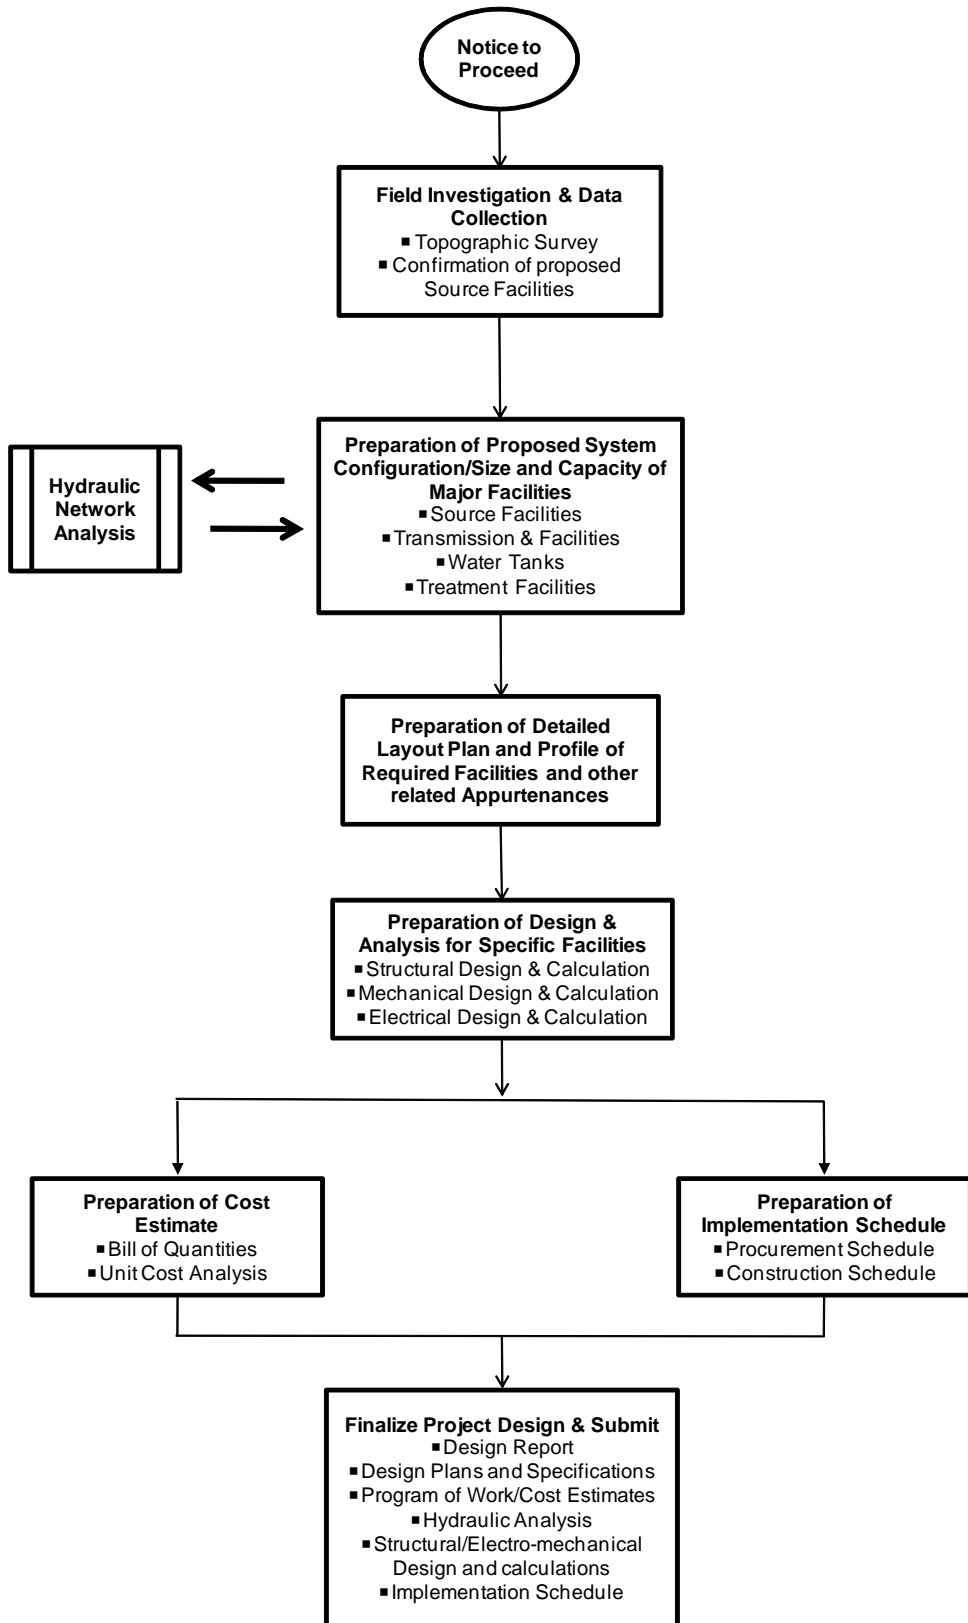 Notice to
Proceed
Field Investigation & Data
Collection
▪ Topographic Survey
▪ Confirmation of proposed
Source Facilities
Hydraulic
Network
Analysis
Preparation of Proposed System
Configuration/Size and Capacity of
Major Facilities
▪ Source Facilities
▪ Transmission & Facilities
▪ Water Tanks
▪ Treatment Facilities
Preparation of Detailed
Layout Plan and Profile of
Required Facilities and other
related Appurtenances
Preparation of Design &
Analysis for Specific Facilities
▪ Structural Design & Calculation
▪ Mechanical Design & Calculation
▪ Electrical Design & Calculation
Preparation of Cost
Estimate
▪ Bill of Quantities
▪ Unit Cost Analysis
Preparation of
Implementation Schedule
▪ Procurement Schedule
▪ Construction Schedule
Finalize Project Design & Submit
▪ Design Report
▪ Design Plans and Specifications
▪ Program of Work/Cost Estimates
▪ Hydraulic Analysis
▪ Structural/Electro-mechanical
Design and calculations
▪ Implementation Schedule